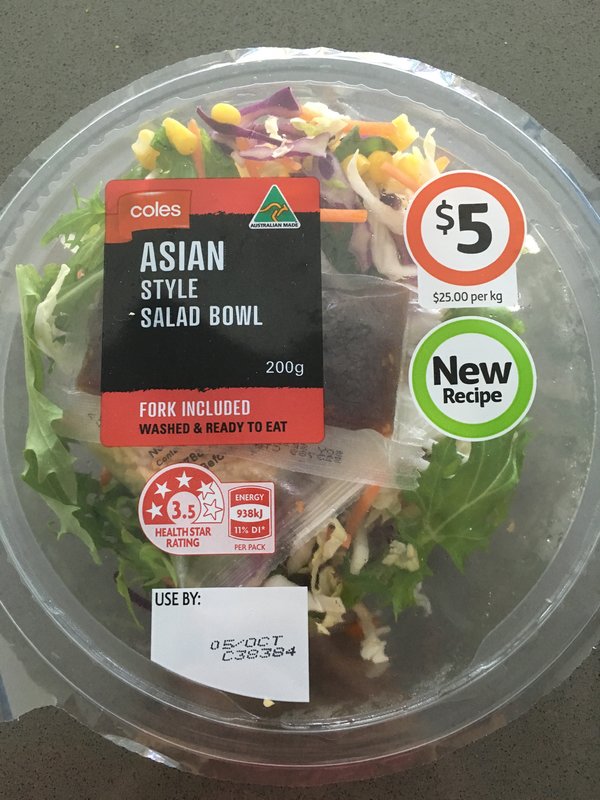 coles
AUSTRALIAN MADE
ASIAN
STYLE
SALAD BOWL
200g
FORK INCLUDED
WASHED & READY TO EAT
$5
$25.00 per kg
New
Recipe
3.5
HEALTH STAR
RATING
ENERGY
938kJ
11% DI*
PER PACK
USE BY:
05/OCT
C38384